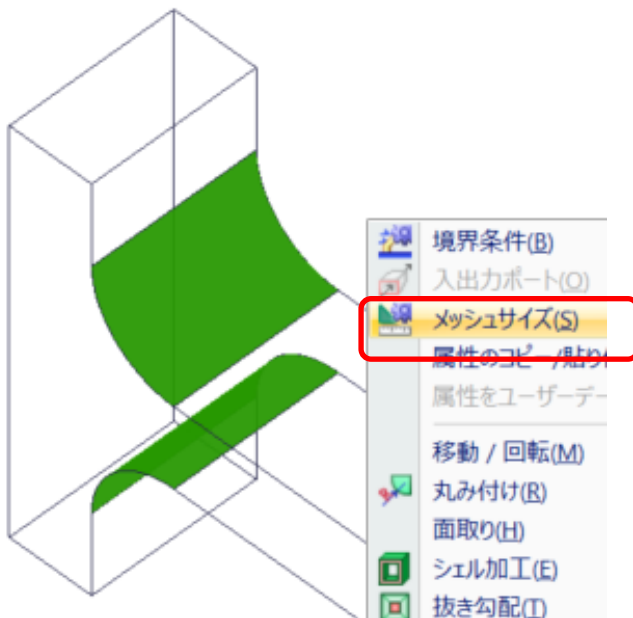 境界条件(B)
入出力ポート(O)
メッシュサイズ(S)
属性のコピー/貼り付
属性をユーザーデー
移動 / 回転(M)
丸み付け(R)
面取り(H)
シェル加工(E)
抜き勾配(T)